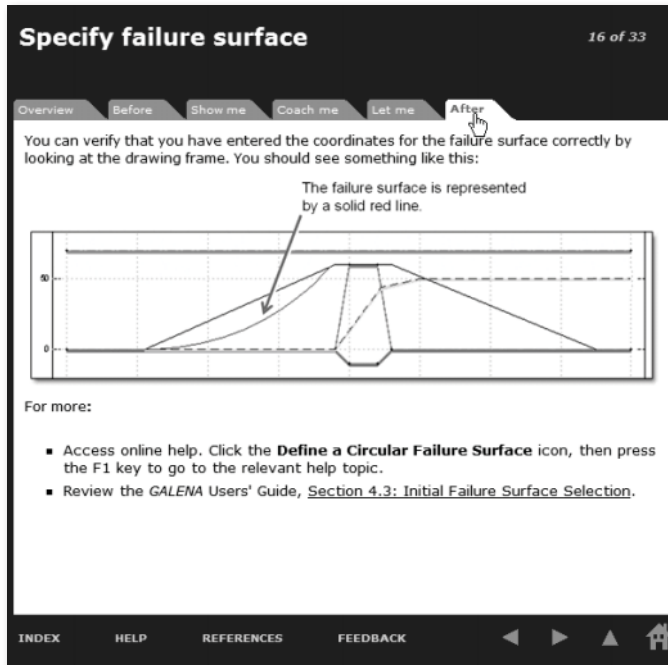 Specify failure surface
16 of 33
Overview
Before
Show me
Coach me
Let me
After
You can verify that you have entered the coordinates for the failure surface correctly by
looking at the drawing frame. You should see something like this:
The failure surface is represented
by a solid red line.
50
0
For more:
Access online help. Click the Define a Circular Failure Surface icon, then press
the F1 key to go to the relevant help topic.
Review the GALENA Users' Guide, Section 4.3: Initial Failure Surface Selection.
INDEX
HELP
REFERENCES
FEEDBACK